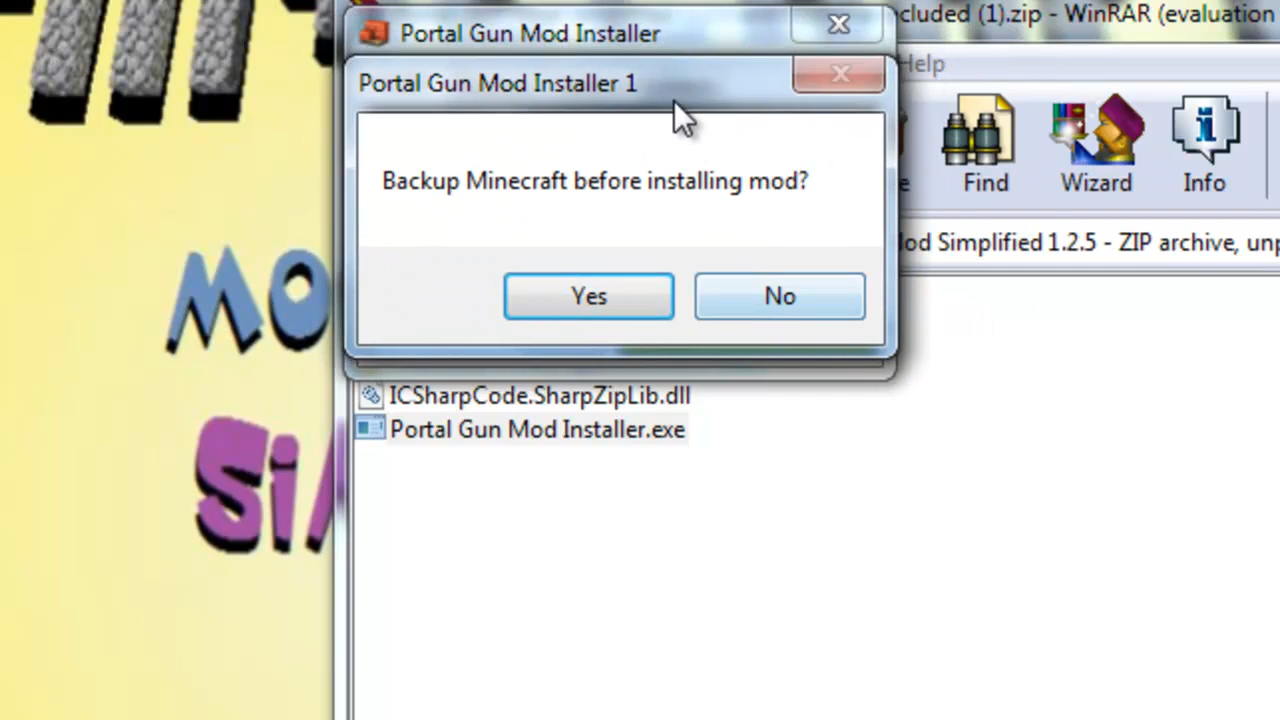 cluded (1).zip - WinRAR (evaluation
Portal Gun Mod Installer
Help
Portal Gun Mod Installer 1
Backup Minecraft before installing mod?
e
Find
Wizard
Info
Mod Simplified 1.2.5 - ZIP archive, unp
Yes
No
ICSharpCode.SharpZipLib.dll
Portal Gun Mod Installer.exe
MO
Si